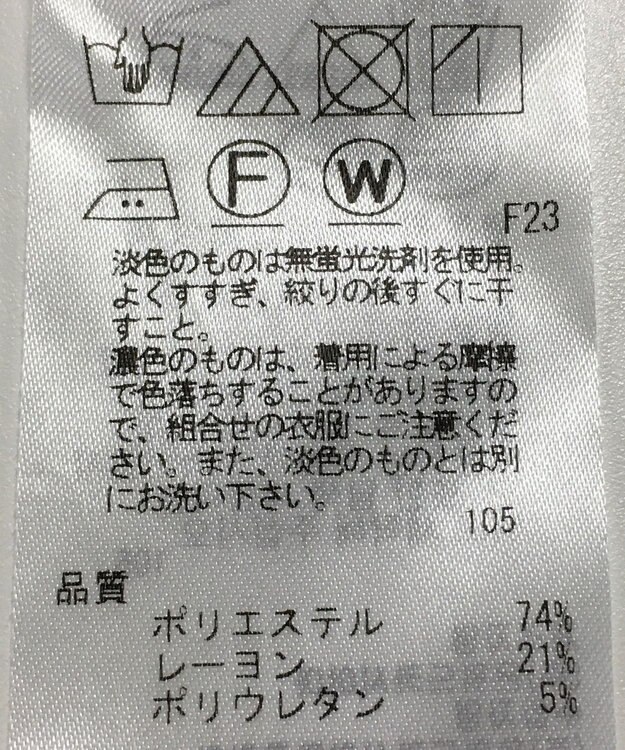 F
W
F23
淡色のものは無蛍光洗剤を使用。
よくすすぎ、絞りの後すぐに干
すこと。
濃色のものは、着用による摩擦
で色落ちすることがありますの
で、組合せの衣服にご注意くだ
さい。また、淡色のものとは別
にお洗い下さい。
105
品質
ポリエステル 74%
レーヨン 21%
ポリウレタン 5%